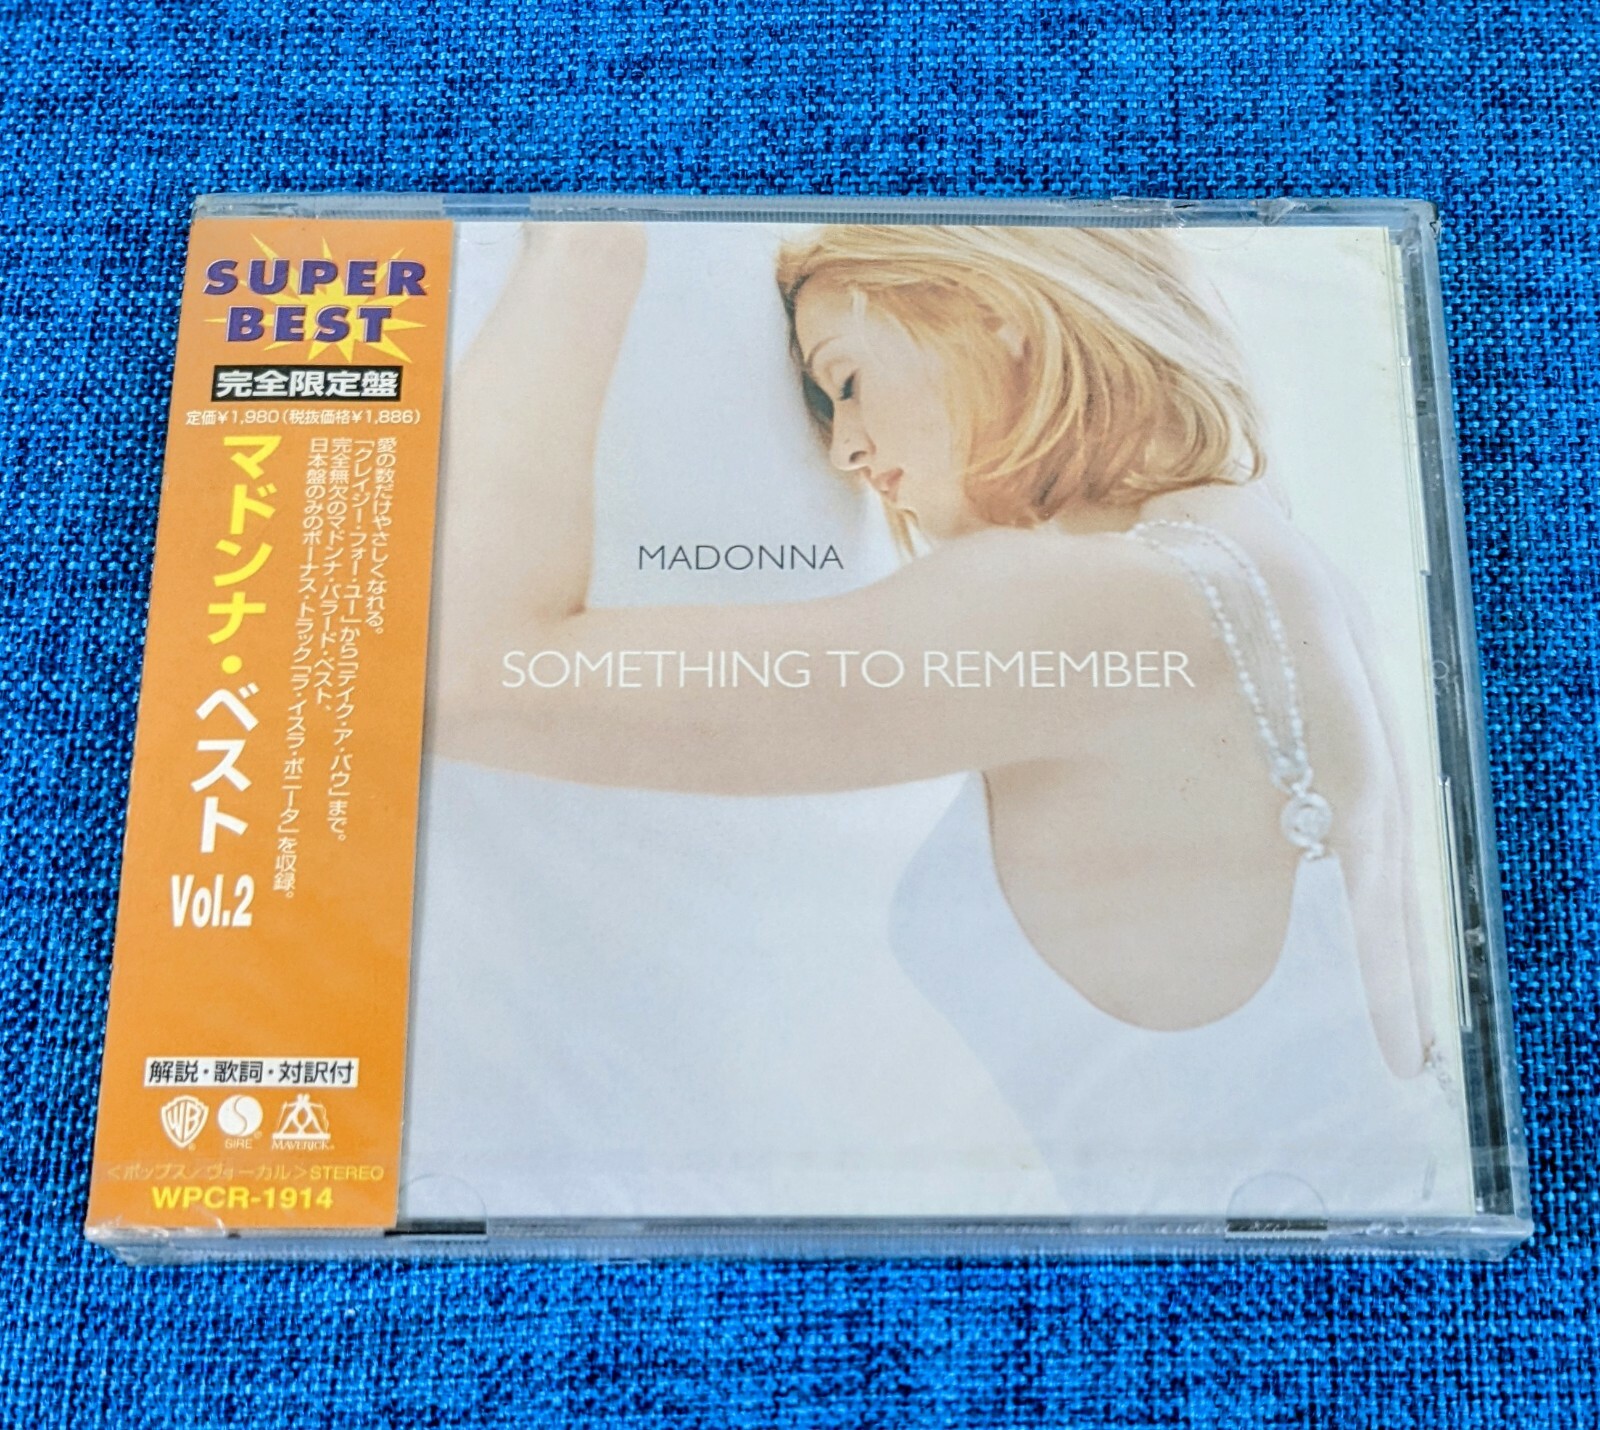 SUPER
BEST
完全限定盤
定価¥1,980(税抜価格¥1,886)
愛の数だけやさしくなれる。
「クレイジー・フォー・ユー」から「テイク・ア・バウ」まで。
完全無欠のマドンナ・バラード・ベスト、
日本盤のみのボーナス・トラック「ラ・イスラ・ボニータ」を収録。
マドンナ・ベスト Vol.2
解説・歌詞・対訳付
WB
SIRE
MAVERICK
<ポップス/ヴォーカル>STEREO
WPCR-1914
MADONNA
SOMETHING TO REMEMBER